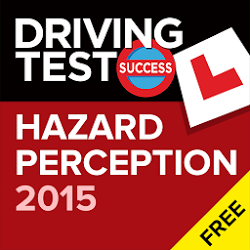 DRIVING
TEST
SUCCESS
L
HAZARD
PERCEPTION
2015
FREE